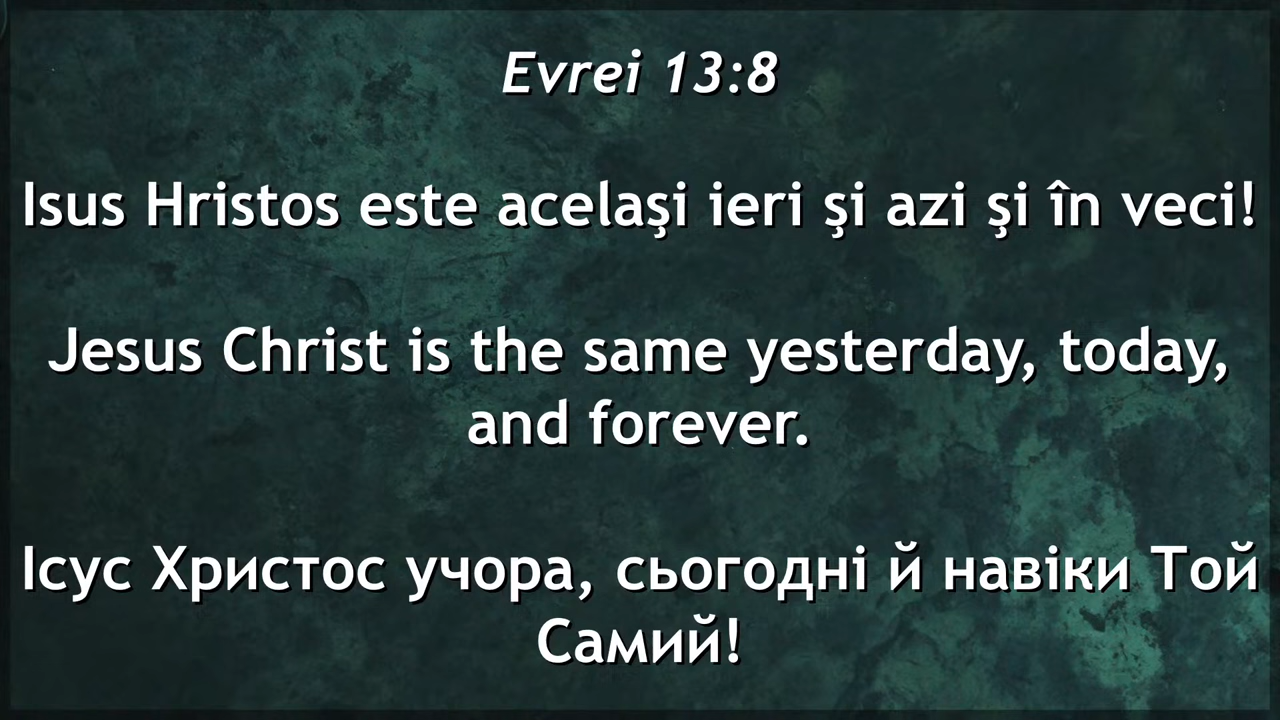 Evrei 13:8
Isus Hristos este acelaşi ieri şi azi şi în veci!
Jesus Christ is the same yesterday, today,
and forever.
Ісус Христос учора, сьогодні й навіки Той
Самий!